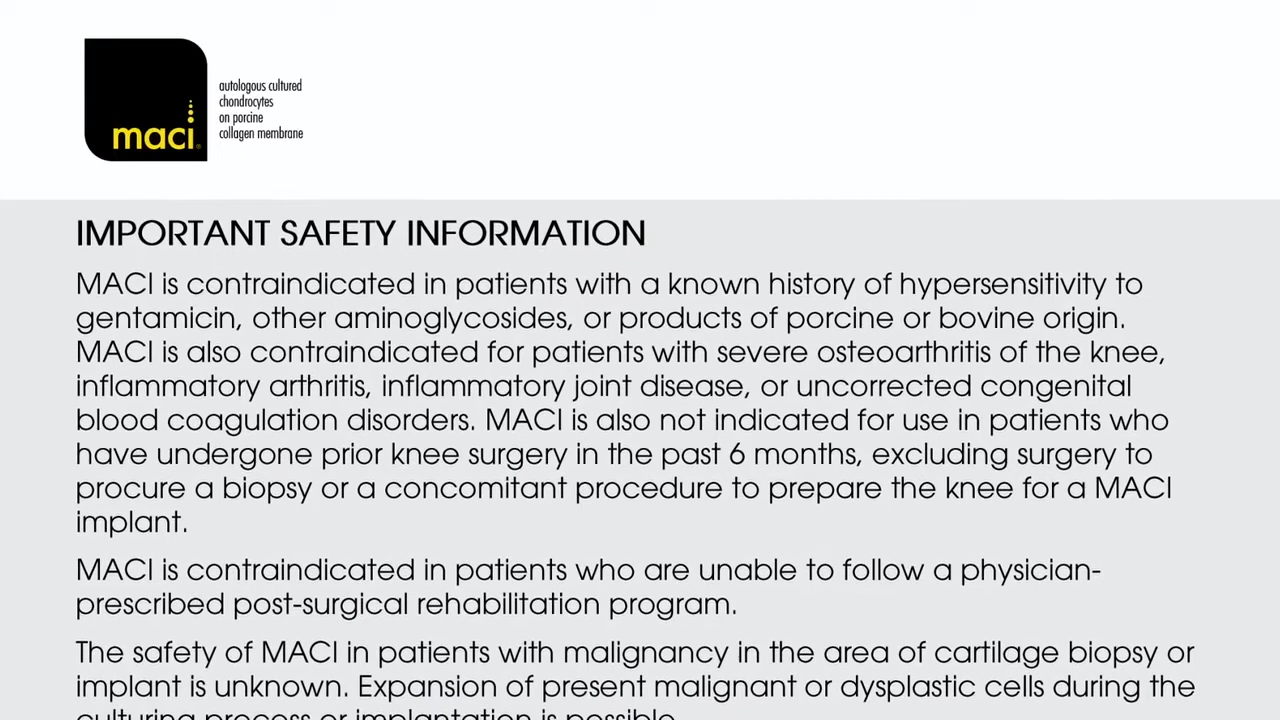 maci®
autologous cultured
chondrocytes
on porcine
collagen membrane
IMPORTANT SAFETY INFORMATION
MACI is contraindicated in patients with a known history of hypersensitivity to
gentamicin, other aminoglycosides, or products of porcine or bovine origin.
MACI is also contraindicated for patients with severe osteoarthritis of the knee,
inflammatory arthritis, inflammatory joint disease, or uncorrected congenital
blood coagulation disorders. MACI is also not indicated for use in patients who
have undergone prior knee surgery in the past 6 months, excluding surgery to
procure a biopsy or a concomitant procedure to prepare the knee for a MACI
implant.
MACI is contraindicated in patients who are unable to follow a physician-
prescribed post-surgical rehabilitation program.
The safety of MACI in patients with malignancy in the area of cartilage biopsy or
implant is unknown. Expansion of present malignant or dysplastic cells during the
culturing process or implantation is possible.